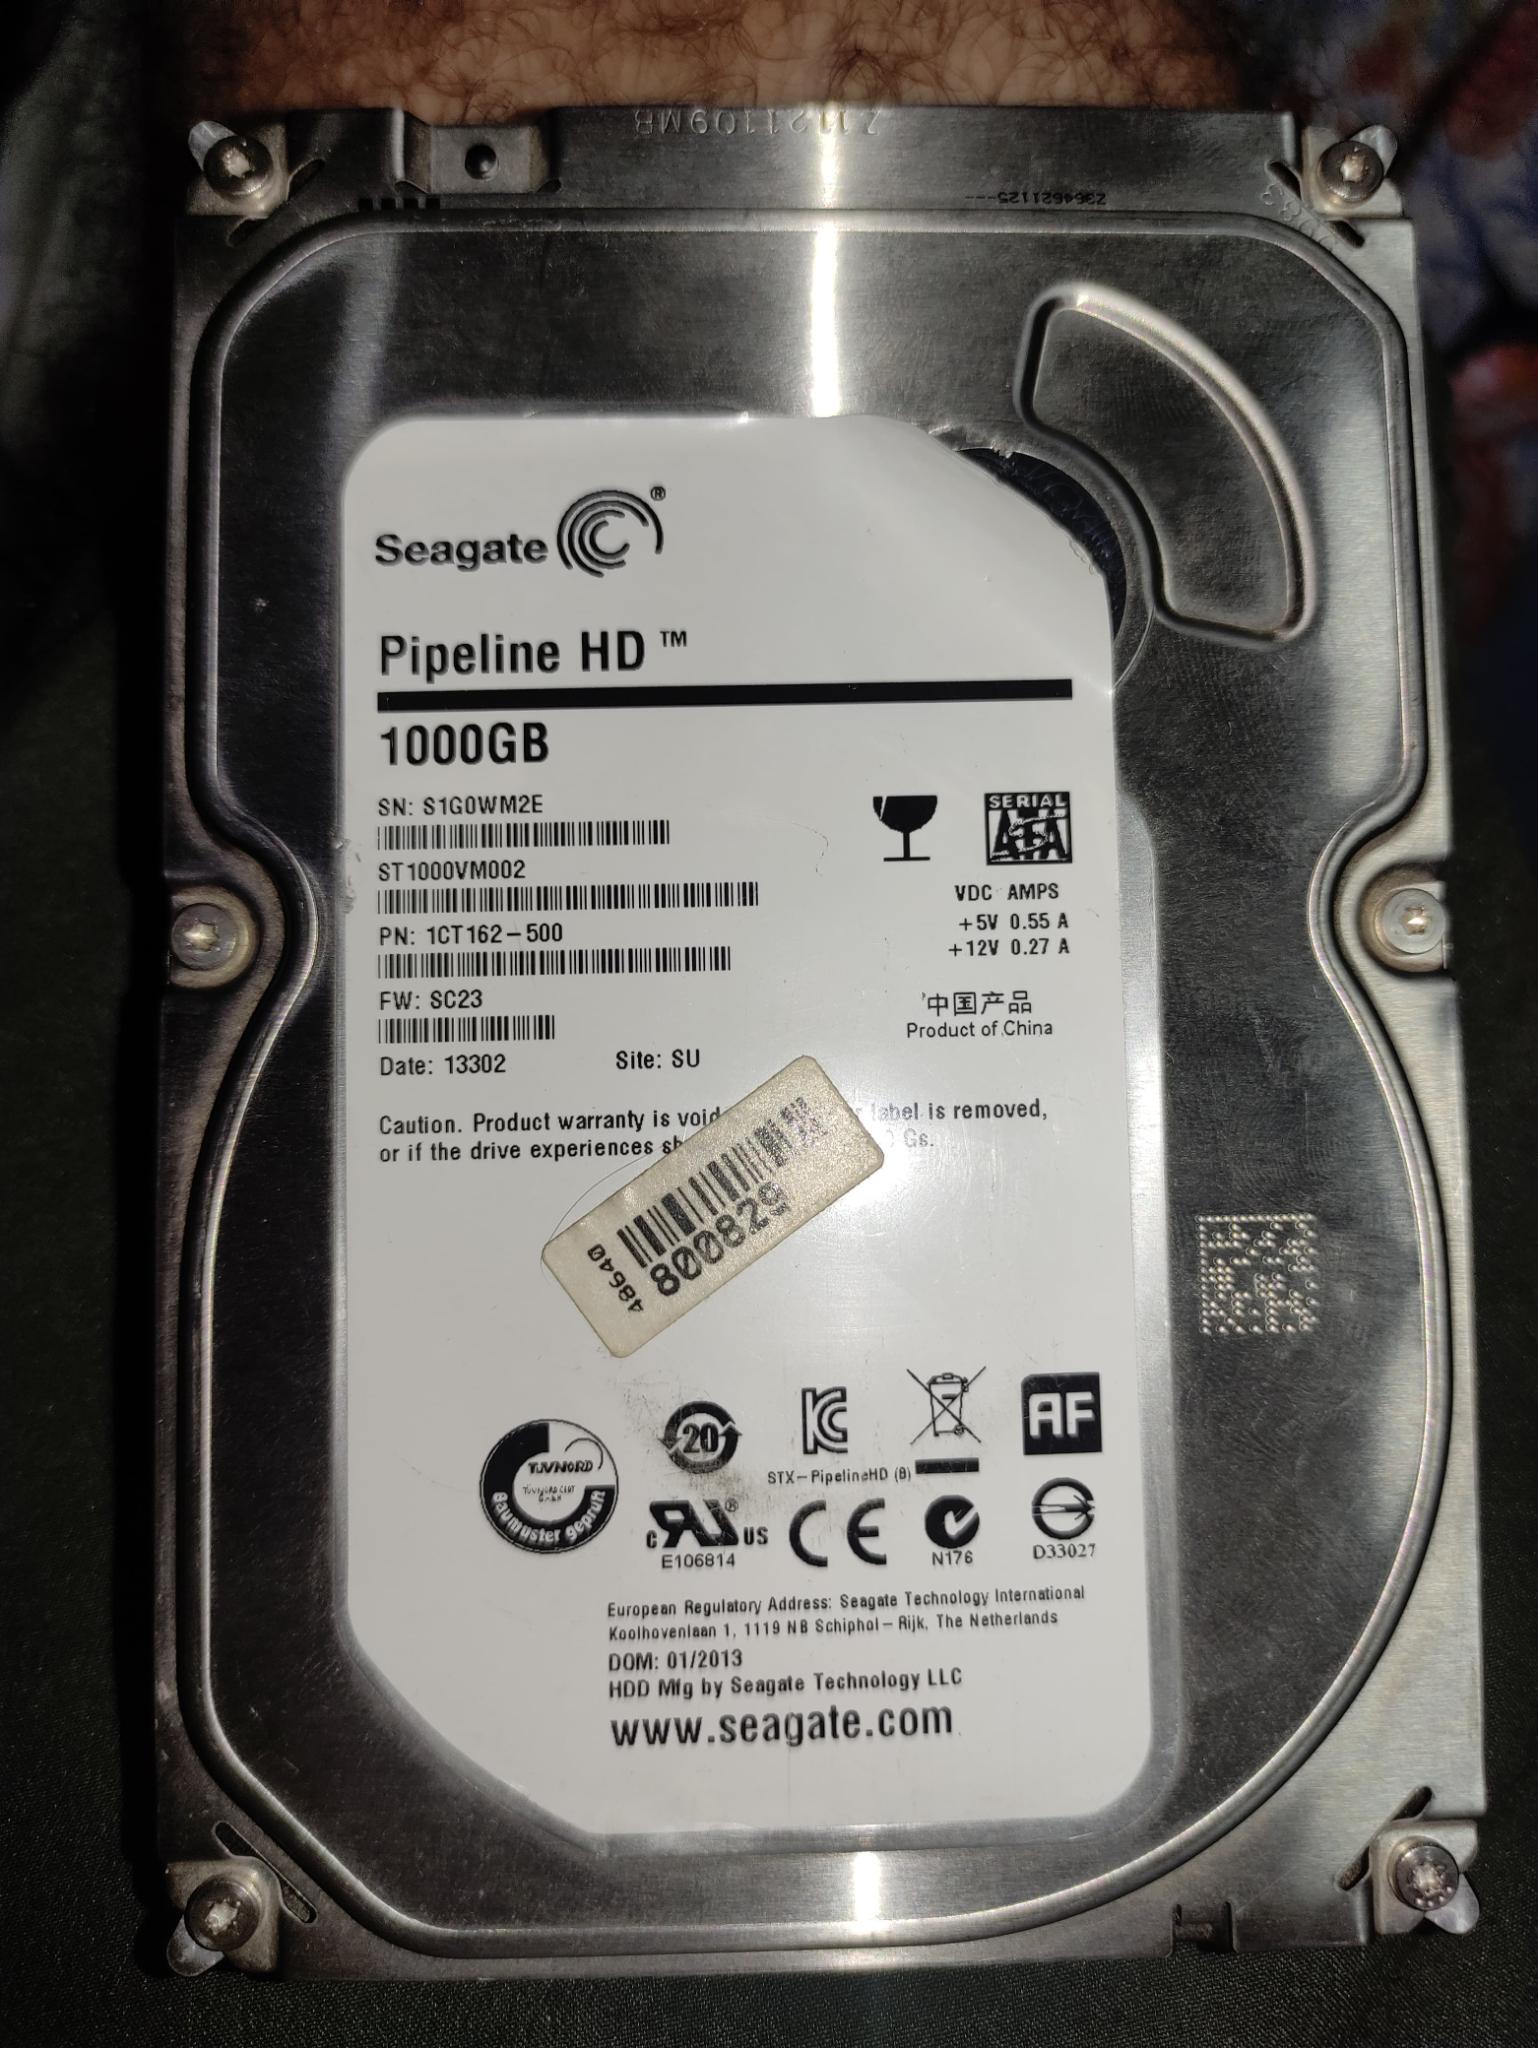 Z3646211125---
Seagate ®
Pipeline HD ™
1000GB
SN: S1G0WM2E
ST1000VM002
PN: 1CT162-500
FW: SC23
Date: 13302 Site: SU
SERIAL
ATA
VDC AMPS
+5V 0.55 A
+12V 0.27 A
中国产品
Product of China
Caution. Product warranty is void label is removed,
or if the drive experiences Gs.
800829
48640
TUVNORD
Baumuster geprüft
20
STX-PipelineHD (B)
AF
c US ®
E106814
CE
N176
D33027
European Regulatory Address: Seagate Technology International
Koolhovenlaan 1, 1119 NB Schiphol-Rijk, The Netherlands
DOM: 01/2013
HDD Mfg by Seagate Technology LLC
www.seagate.com